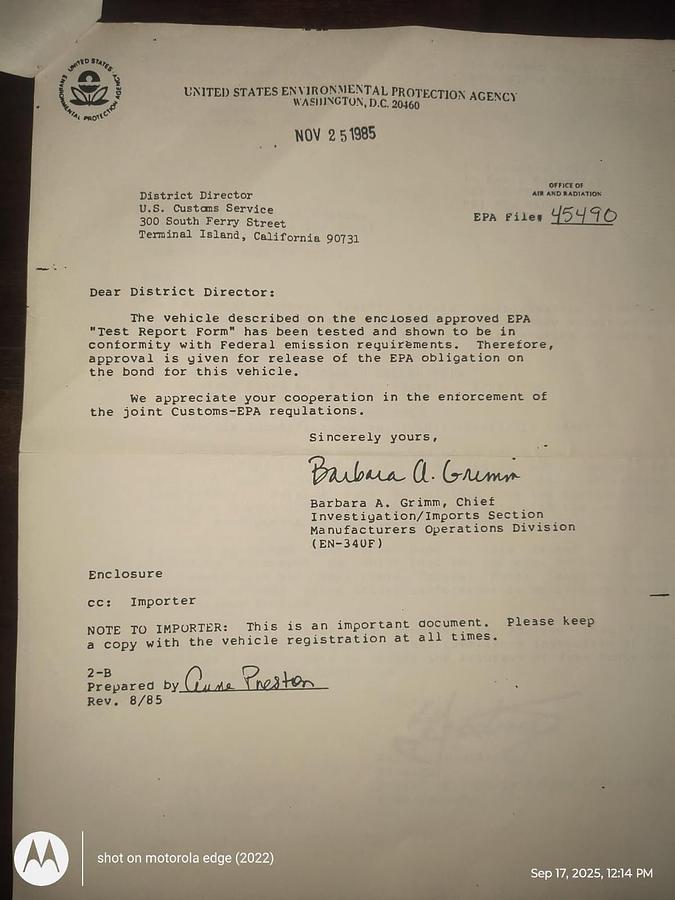 UNITED STATES
ENVIRONMENTAL PROTECTION AGENCY
UNITED STATES ENVIRONMENTAL PROTECTION AGENCY
WASHINGTON, D.C. 20460
NOV 25 1985
OFFICE OF
AIR AND RADIATION
EPA File# 45490
District Director
U.S. Customs Service
300 South Ferry Street
Terminal Island, California 90731
Dear District Director:
The vehicle described on the enclosed approved EPA
"Test Report Form" has been tested and shown to be in
conformity with Federal emission requirements. Therefore,
approval is given for release of the EPA obligation on
the bond for this vehicle.
We appreciate your cooperation in the enforcement of
the joint Customs-EPA regulations.
Sincerely yours,
Barbara A. Grimm
Barbara A. Grimm, Chief
Investigation/Imports Section
Manufacturers Operations Division
(EN-340F)
Enclosure
cc: Importer
NOTE TO IMPORTER: This is an important document. Please keep
a copy with the vehicle registration at all times.
2-B
Prepared by Anne Preston
Rev. 8/85
shot on motorola edge (2022)
Sep 17, 2025, 12:14 PM